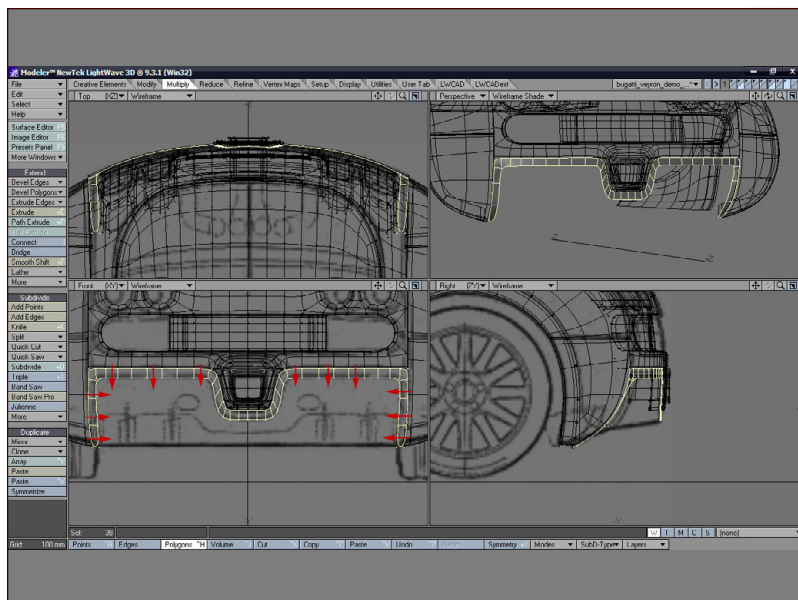 Modeler™ NewTek LightWave 3D ® 9.3.1 (Win32)
File
Creative Elements Modify Multiply Reduce Refine Vertex Maps Setup Display Utilities User Tab LWCAD LWCADext
bugatti_veyron_demo_...*
1
Edit
Select
Help
Surface Editor
Image Editor
Presets Panel
More Windows
Extend
Bevel Edges
Bevel Polygons
Extrude Edges
Extrude
Path Extrude
Connect
Bridge
Smooth Shift
Lathe
More
Subdivide
Add Points
Add Edges
Knife
Split
Quick Cut
Quick Saw
Subdivide
Triple
Band Saw
Band Saw Pro
Julienne
More
Duplicate
Mirror
Clone
Array
Paste
Paste
Symmetrize
Top (XZ) Wireframe
Perspective Wireframe Shade
Front (XY) Wireframe
Right (ZY) Wireframe
Sel: 38
W T M C S (none)
Grid: 100 mm
Points Edges Polygons ^H Volume Cut Copy Paste Undo Symmetry Modes SubD-Type Layers